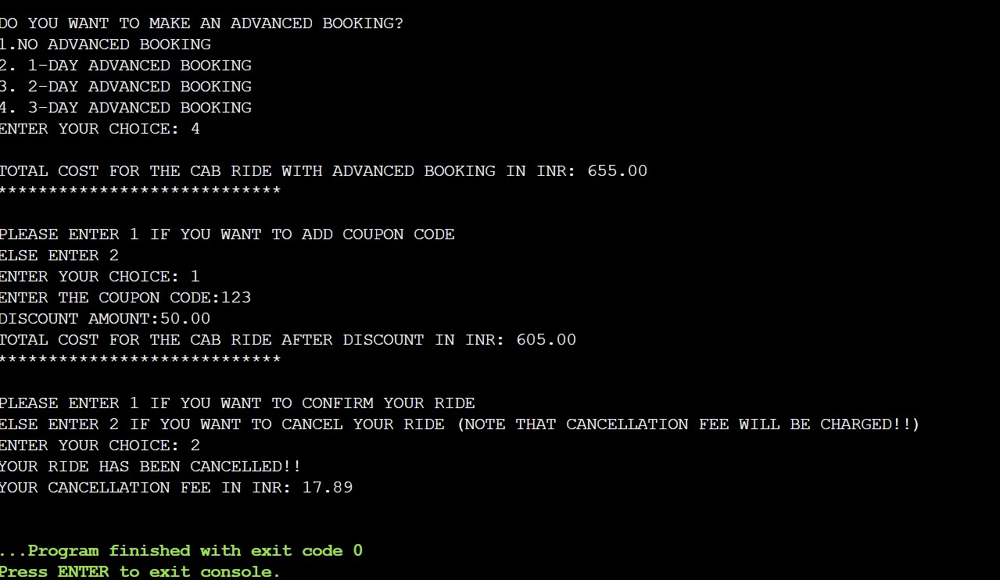 DO YOU WANT TO MAKE AN ADVANCED BOOKING?
1.NO ADVANCED BOOKING
2. 1-DAY ADVANCED BOOKING
3. 2-DAY ADVANCED BOOKING
4. 3-DAY ADVANCED BOOKING
ENTER YOUR CHOICE: 4
TOTAL COST FOR THE CAB RIDE WITH ADVANCED BOOKING IN INR: 655.00
****************************
PLEASE ENTER 1 IF YOU WANT TO ADD COUPON CODE
ELSE ENTER 2
ENTER YOUR CHOICE: 1
ENTER THE COUPON CODE:123
DISCOUNT AMOUNT:50.00
TOTAL COST FOR THE CAB RIDE AFTER DISCOUNT IN INR: 605.00
****************************
PLEASE ENTER 1 IF YOU WANT TO CONFIRM YOUR RIDE
ELSE ENTER 2 IF YOU WANT TO CANCEL YOUR RIDE (NOTE THAT CANCELLATION FEE WILL BE CHARGED!!)
ENTER YOUR CHOICE: 2
YOUR RIDE HAS BEEN CANCELLED!!
YOUR CANCELLATION FEE IN INR: 17.89
...Program finished with exit code 0
Press ENTER to exit console.